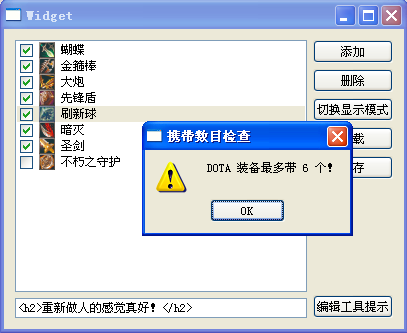 Widget
蝴蝶
金箍棒
大炮
先锋盾
刷新球
暗灭
圣剑
不朽之守护
添加
删除
切换显示模式
载
存
携带数目检查
DOTA 装备最多带 6 个!
OK
<h2>重新做人的感觉真好! </h2>
编辑工具提示